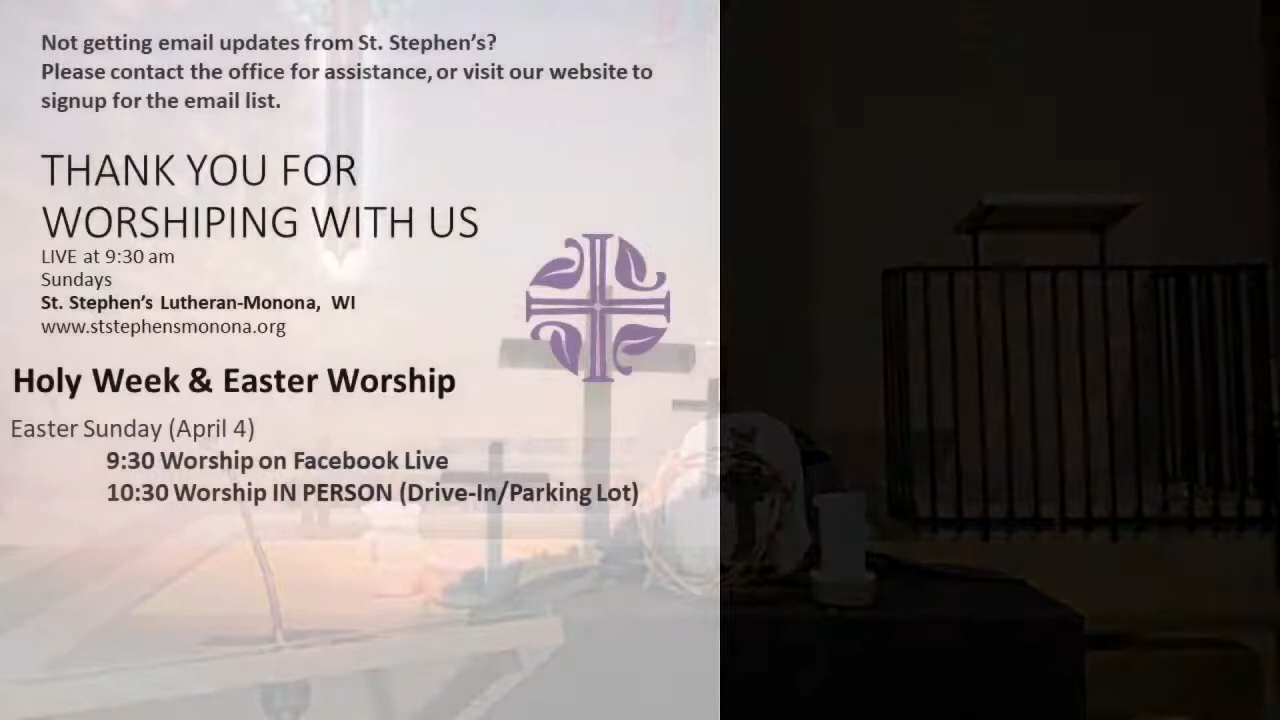 Not getting email updates from St. Stephen's?
Please contact the office for assistance, or visit our website to
signup for the email list.
THANK YOU FOR
WORSHIPING WITH US
LIVE at 9:30 am
Sundays
St. Stephen's Lutheran-Monona, WI
www.ststephensmonona.org
Holy Week & Easter Worship
Easter Sunday (April 4)
9:30 Worship on Facebook Live
10:30 Worship IN PERSON (Drive-In/Parking Lot)